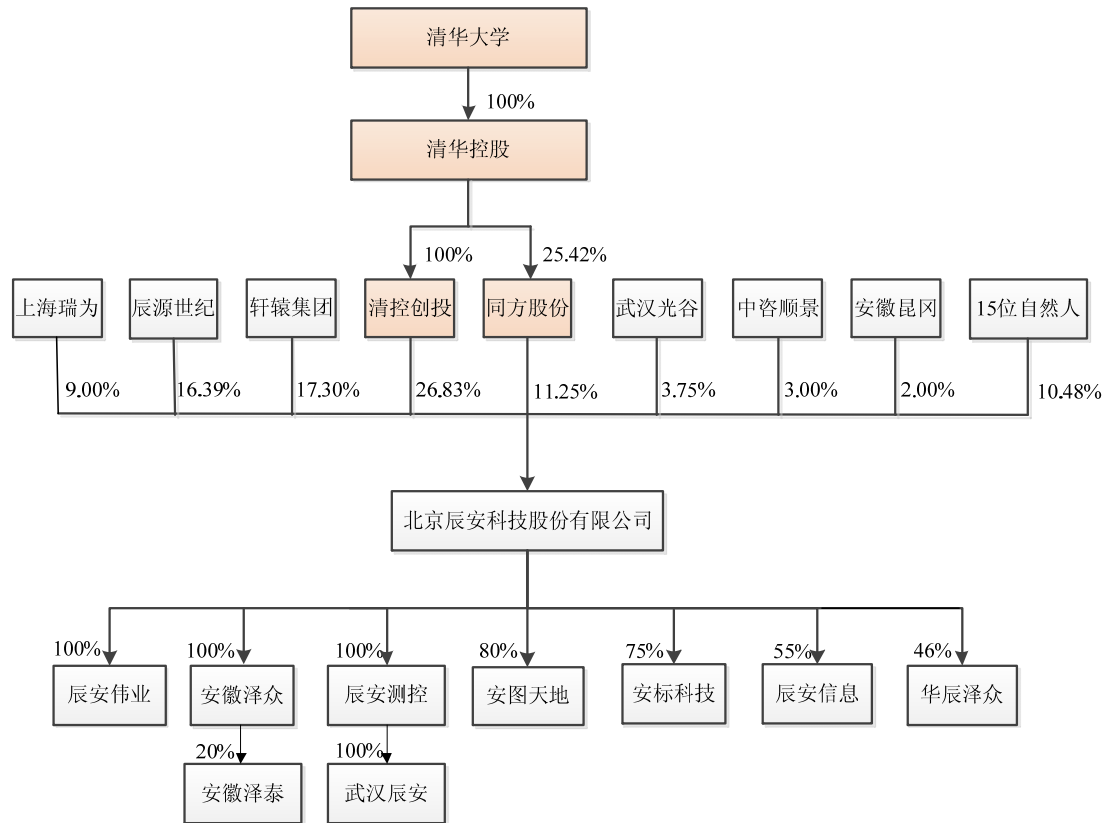 清华大学
100%
清华控股
100%
25.42%
上海瑞为
辰源世纪
轩辕集团
清控创投
同方股份
武汉光谷
中咨顺景
安徽昆冈
15位自然人
9.00%
16.39%
17.30%
26.83%
11.25%
3.75%
3.00%
2.00%
10.48%
北京辰安科技股份有限公司
100%
100%
100%
80%
75%
55%
46%
辰安伟业
安徽泽众
辰安测控
安图天地
安标科技
辰安信息
华辰泽众
20%
100%
安徽泽泰
武汉辰安